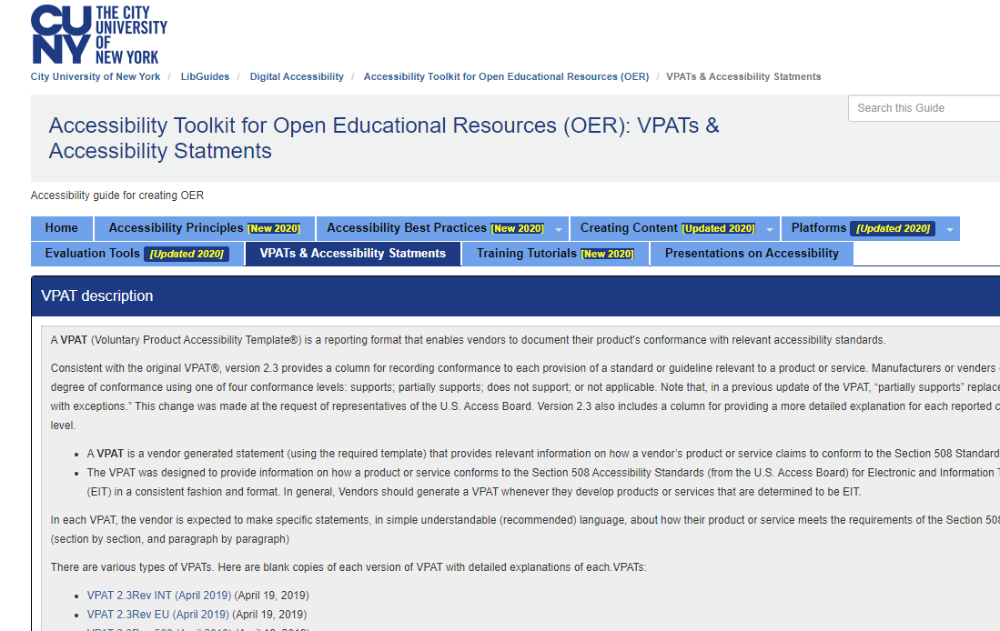 CUNY THE CITY UNIVERSITY OF NEW YORK
City University of New York / LibGuides / Digital Accessibility / Accessibility Toolkit for Open Educational Resources (OER) / VPATs & Accessibility Statments
Search this Guide
Accessibility Toolkit for Open Educational Resources (OER): VPATs &
Accessibility Statments
Accessibility guide for creating OER
Home Accessibility Principles [New 2020] Accessibility Best Practices [New 2020] Creating Content [Updated 2020] Platforms [Updated 2020]
Evaluation Tools [Updated 2020] VPATs & Accessibility Statments Training Tutorials [New 2020] Presentations on Accessibility
VPAT description
A VPAT (Voluntary Product Accessibility Template®) is a reporting format that enables vendors to document their product's conformance with relevant accessibility standards.
Consistent with the original VPAT®, version 2.3 provides a column for recording conformance to each provision of a standard or guideline relevant to a product or service. Manufacturers or venders
degree of conformance using one of four conformance levels: supports; partially supports; does not support; or not applicable. Note that, in a previous update of the VPAT, “partially supports” replace
with exceptions.” This change was made at the request of representatives of the U.S. Access Board. Version 2.3 also includes a column for providing a more detailed explanation for each reported
level.
• A VPAT is a vendor generated statement (using the required template) that provides relevant information on how a vendor’s product or service claims to conform to the Section 508 Standard
• The VPAT was designed to provide information on how a product or service conforms to the Section 508 Accessibility Standards (from the U.S. Access Board) for Electronic and Information
(EIT) in a consistent fashion and format. In general, Vendors should generate a VPAT whenever they develop products or services that are determined to be EIT.
In each VPAT, the vendor is expected to make specific statements, in simple understandable (recommended) language, about how their product or service meets the requirements of the Section 508
(section by section, and paragraph by paragraph)
There are various types of VPATs. Here are blank copies of each version of VPAT with detailed explanations of each.VPATs:
• VPAT 2.3Rev INT (April 2019) (April 19, 2019)
• VPAT 2.3Rev EU (April 2019) (April 19, 2019)